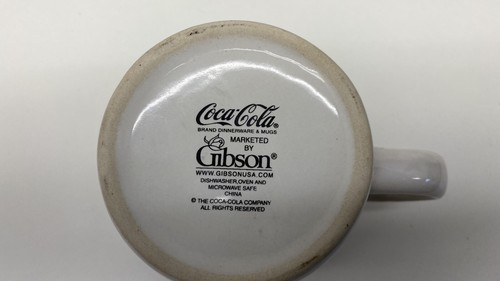 Coca-Cola®
BRAND DINNERWARE & MUGS
MARKETED
BY
Gibson®
WWW.GIBSONUSA.COM
DISHWASHER, OVEN AND
MICROWAVE SAFE
CHINA
© THE COCA-COLA COMPANY
ALL RIGHTS RESERVED